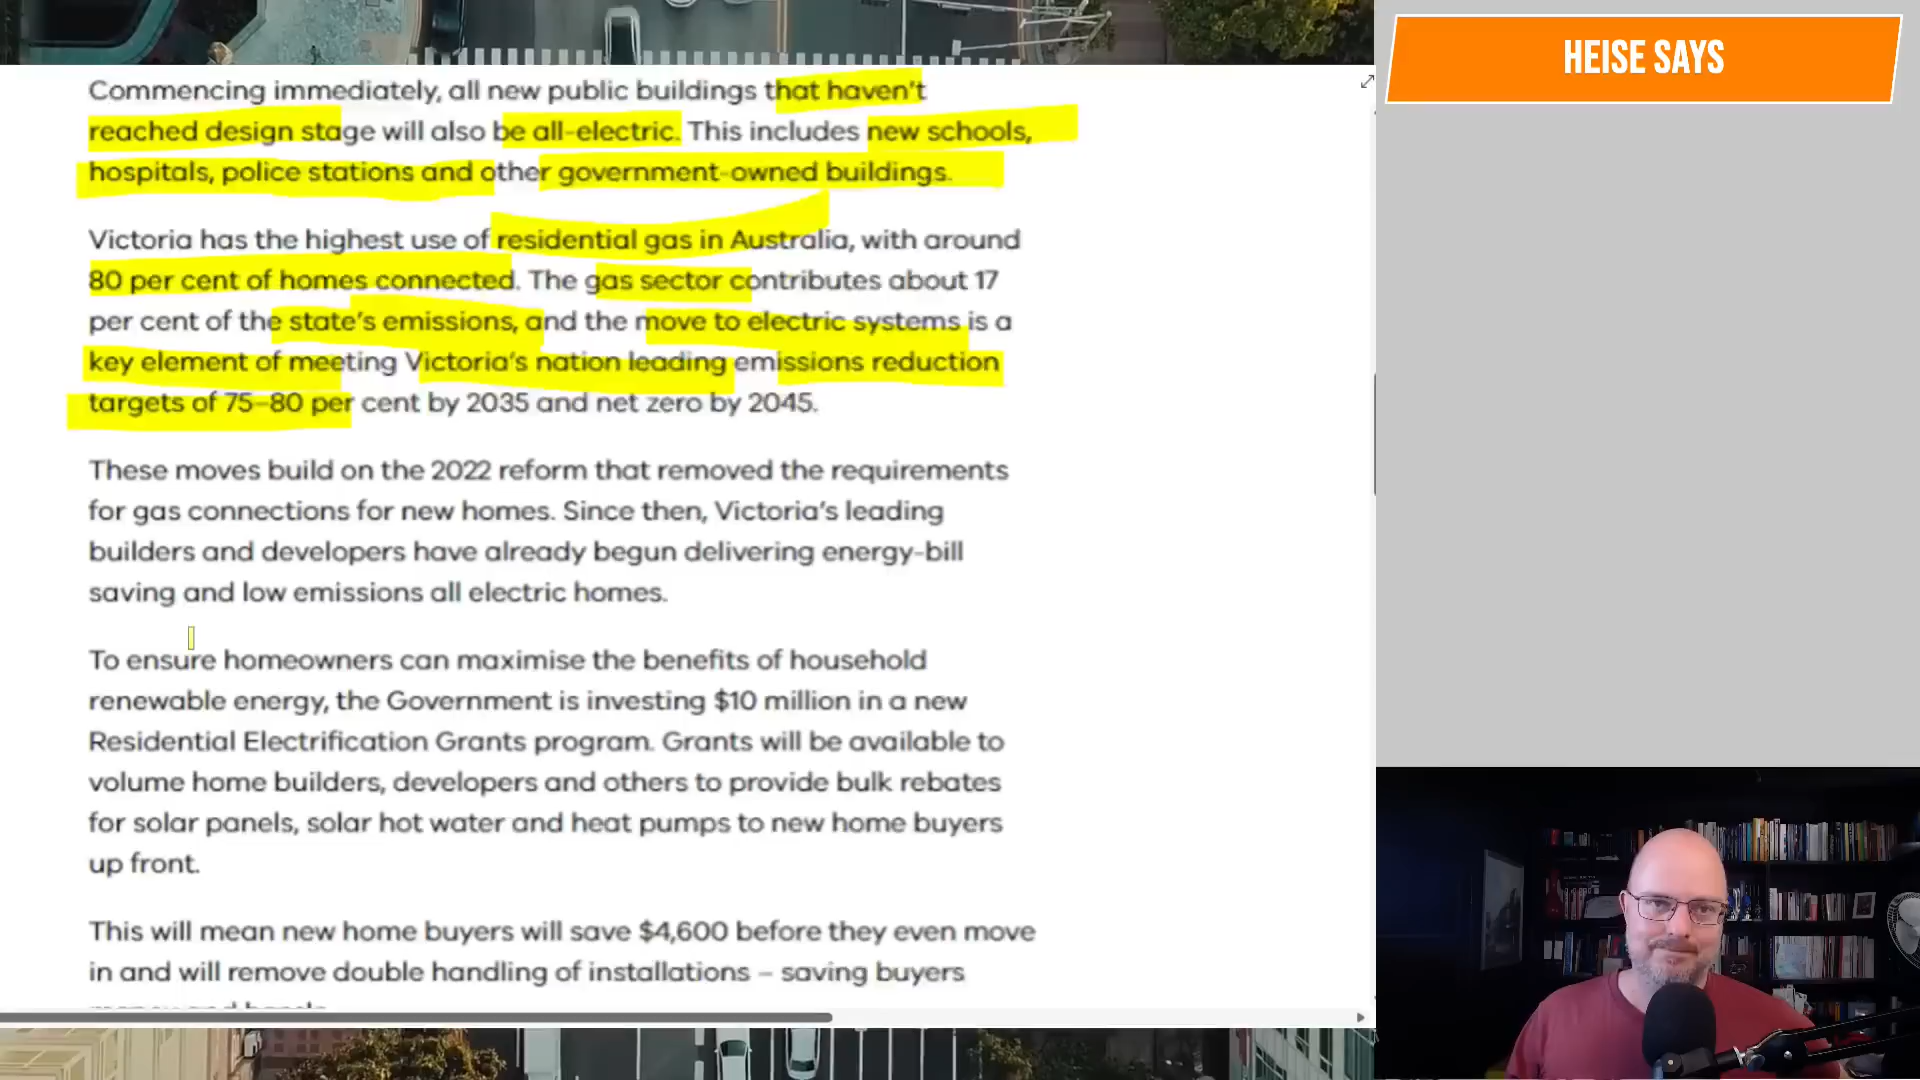 Commencing immediately, all new public buildings that haven't
reached design stage will also be all-electric. This includes new schools,
hospitals, police stations and other government-owned buildings.
Victoria has the highest use of residential gas in Australia, with around
80 per cent of homes connected. The gas sector contributes about 17
per cent of the state's emissions, and the move to electric systems is a
key element of meeting Victoria's nation leading emissions reduction
targets of 75–80 per cent by 2035 and net zero by 2045.
These moves build on the 2022 reform that removed the requirements
for gas connections for new homes. Since then, Victoria's leading
builders and developers have already begun delivering energy-bill
saving and low emissions all electric homes.
To ensure homeowners can maximise the benefits of household
renewable energy, the Government is investing $10 million in a new
Residential Electrification Grants program. Grants will be available to
volume home builders, developers and others to provide bulk rebates
for solar panels, solar hot water and heat pumps to new home buyers
up front.
This will mean new home buyers will save $4,600 before they even move
in and will remove double handling of installations – saving buyers
HEISE SAYS